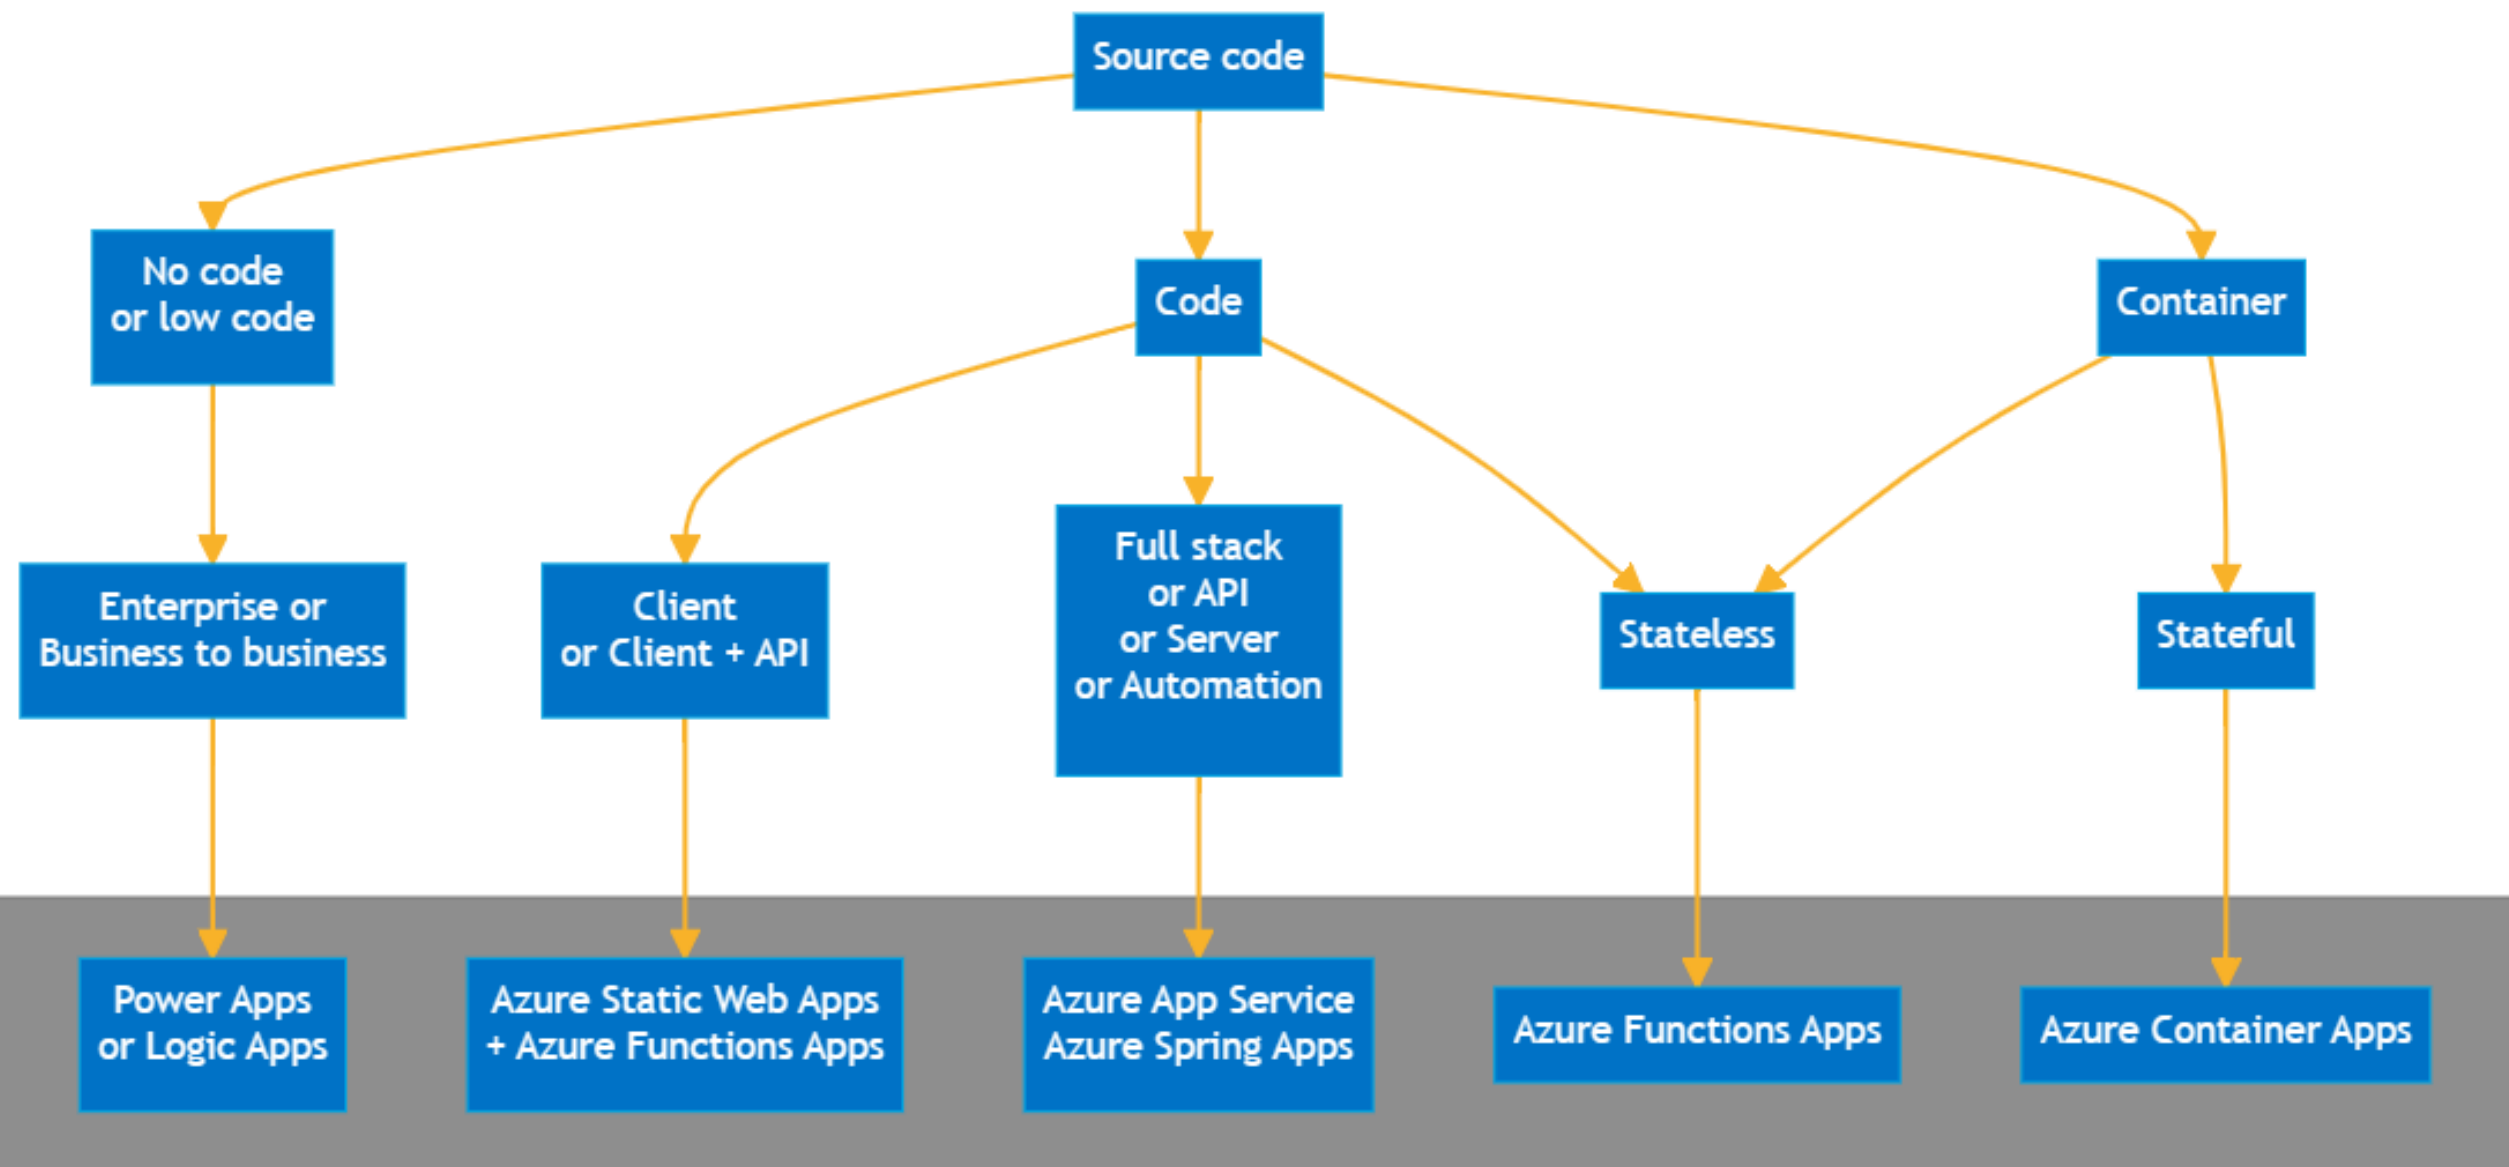 Source code
No code
or low code
Code
Container
Enterprise or
Business to business
Client
or Client + API
Full stack
or API
or Server
or Automation
Stateless
Stateful
Power Apps
or Logic Apps
Azure Static Web Apps
+ Azure Functions Apps
Azure App Service
Azure Spring Apps
Azure Functions Apps
Azure Container Apps